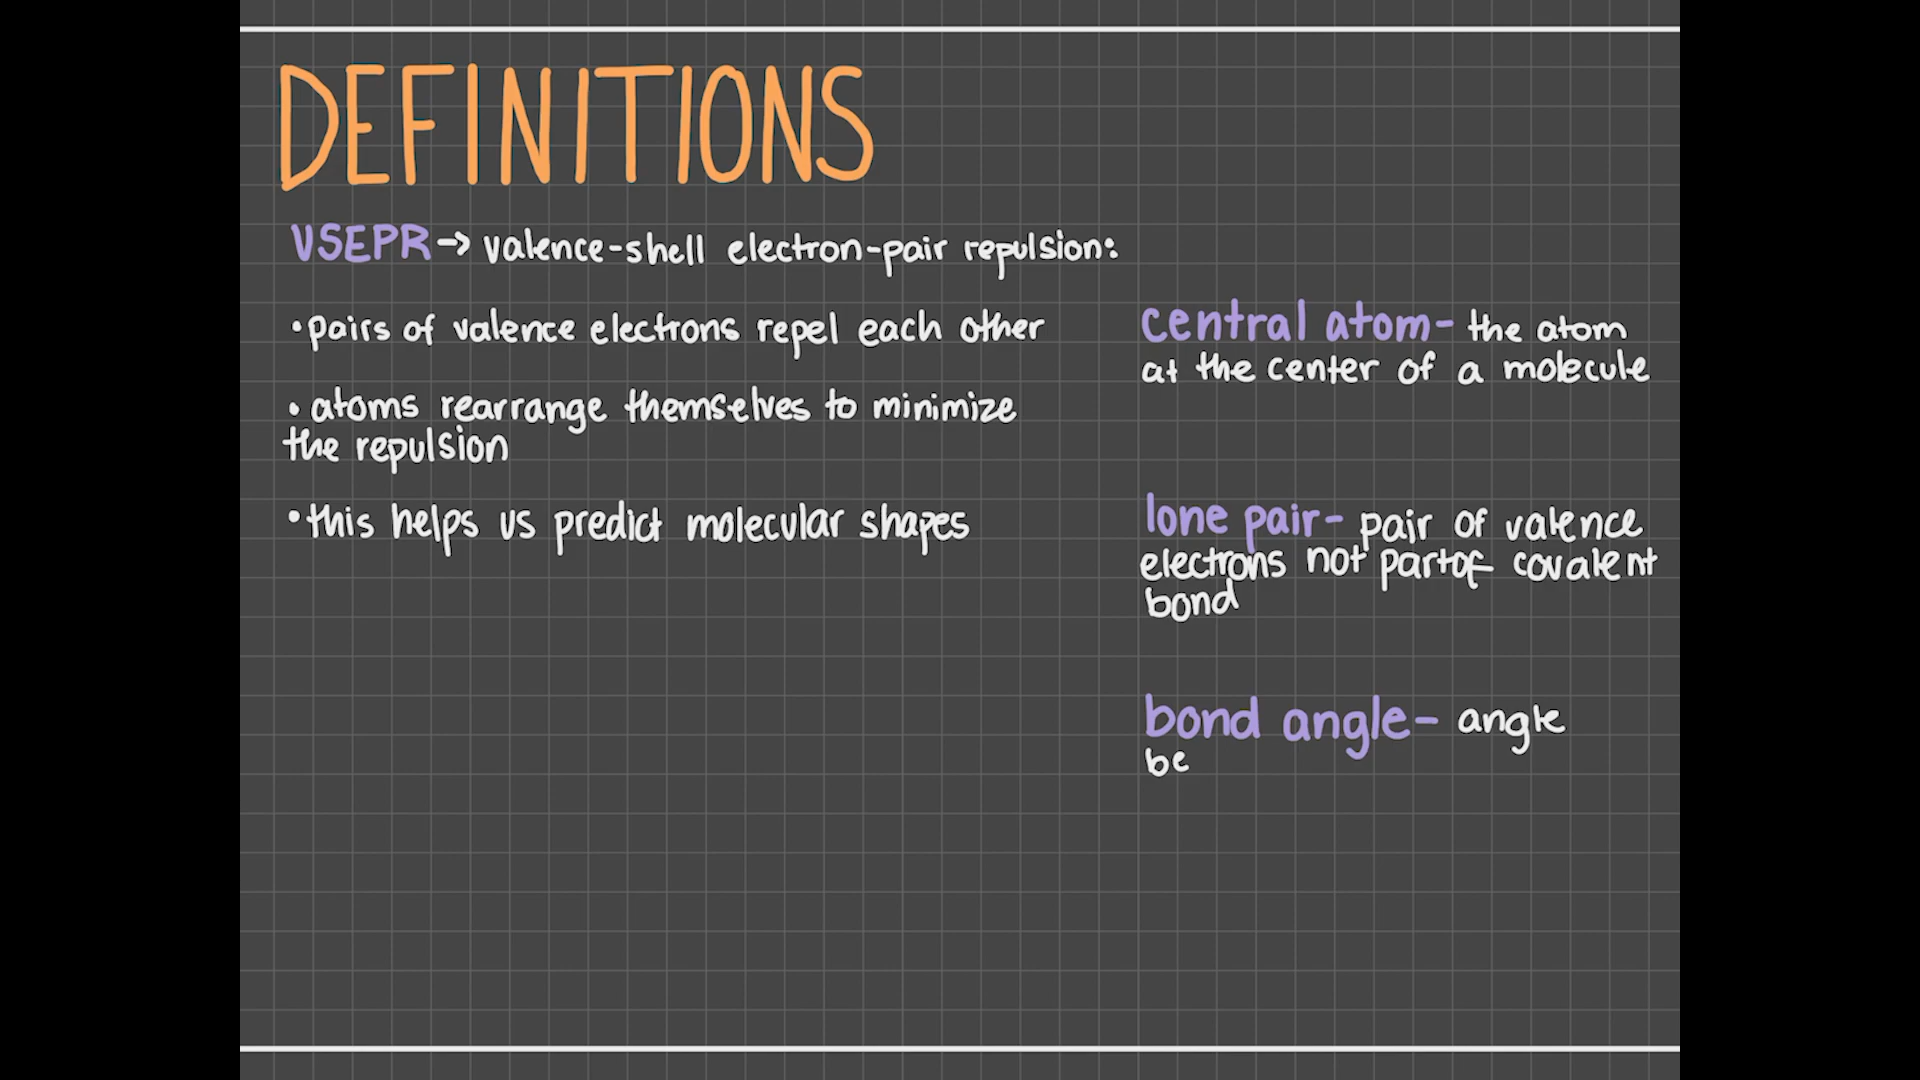 DEFINITIONS
VSEPR → valence-shell electron-pair repulsion:
• pairs of valence electrons repel each other
• atoms rearrange themselves to minimize
the repulsion
• this helps us predict molecular shapes
central atom - the atom
at the center of a molecule
lone pair - pair of valence
electrons not part of covalent
bond
bond angle - angle
be